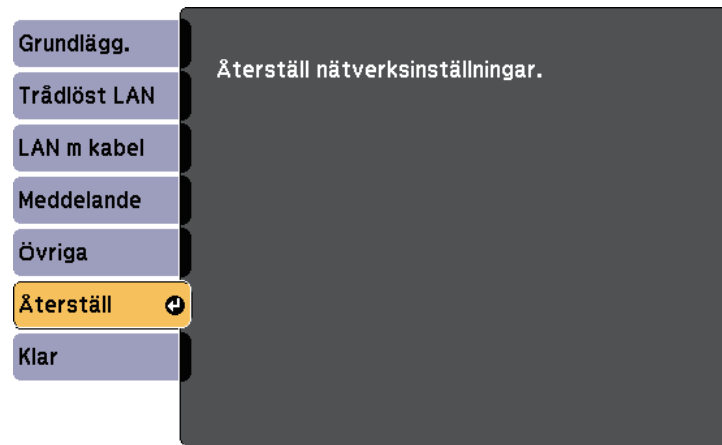 Grundlägg.
Återställ nätverksinställningar.
Trådlöst LAN
LAN m kabel
Meddelande
Övriga
Återställ
Klar